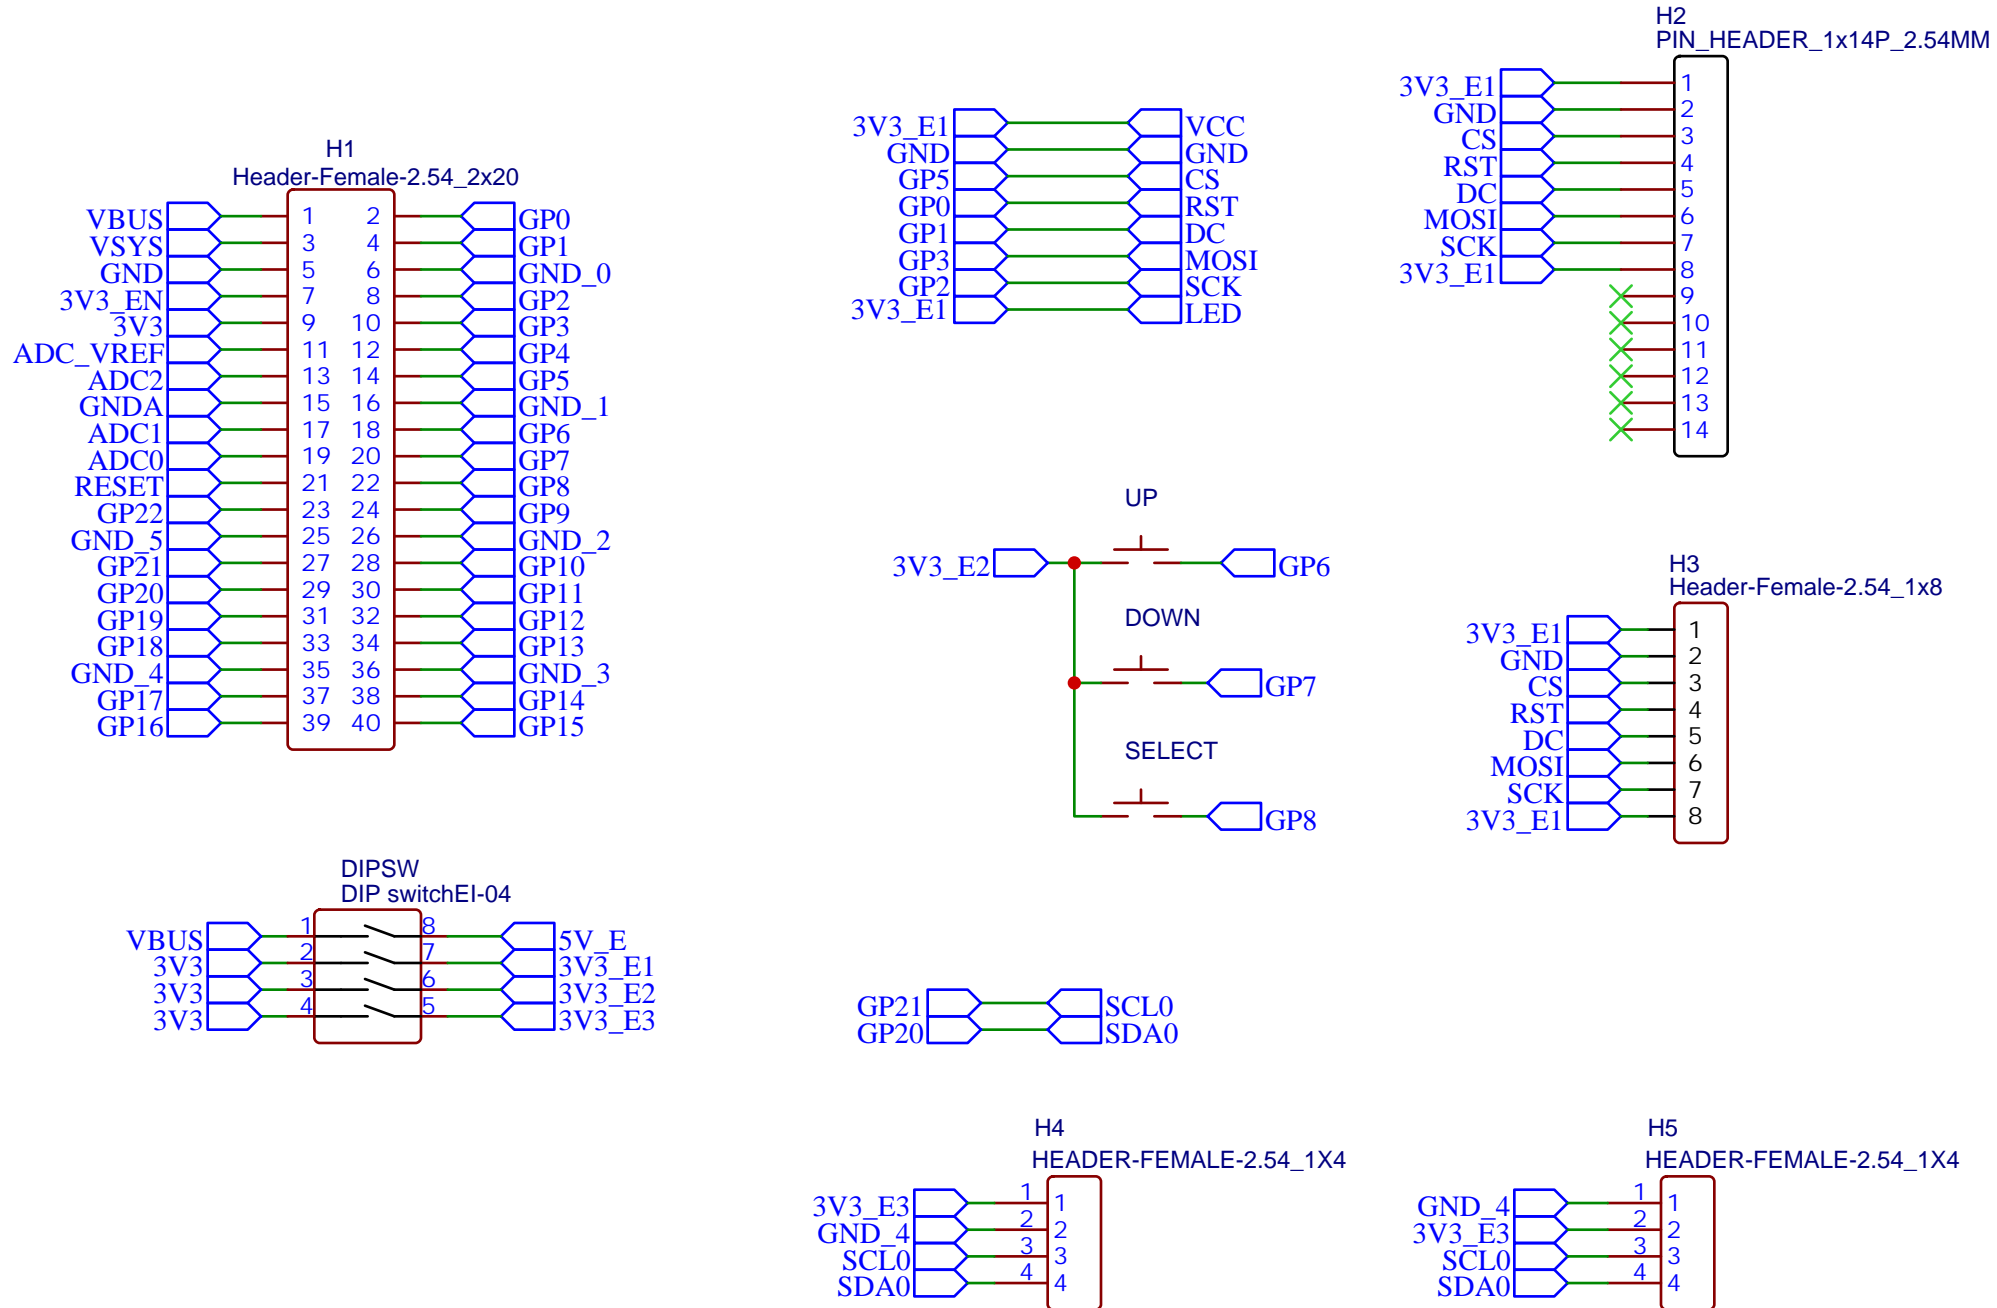 H1
Header-Female-2.54_2x20
VBUS 1 2 GP0
VSYS 3 4 GP1
GND 5 6 GND_0
3V3_EN 7 8 GP2
3V3 9 10 GP3
ADC_VREF 11 12 GP4
ADC2 13 14 GP5
GNDA 15 16 GND_1
ADC1 17 18 GP6
ADC0 19 20 GP7
RESET 21 22 GP8
GP22 23 24 GP9
GND_5 25 26 GND_2
GP21 27 28 GP10
GP20 29 30 GP11
GP19 31 32 GP12
GP18 33 34 GP13
GND_4 35 36 GND_3
GP17 37 38 GP14
GP16 39 40 GP15
DIPSW
DIP switchEI-04
VBUS 1 8 5V_E
3V3 2 7 3V3_E1
3V3 3 6 3V3_E2
3V3 4 5 3V3_E3
3V3_E1 VCC
GND GND
GP5 CS
GP0 RST
GP1 DC
GP3 MOSI
GP2 SCK
3V3_E1 LED
UP
3V3_E2 GP6
DOWN
GP7
SELECT
GP8
GP21 SCL0
GP20 SDA0
H4
HEADER-FEMALE-2.54_1X4
3V3_E3 1 1
GND_4 2 2
SCL0 3 3
SDA0 4 4
H2
PIN_HEADER_1x14P_2.54MM
3V3_E1 1
GND 2
CS 3
RST 4
DC 5
MOSI 6
SCK 7
3V3_E1 8
9
10
11
12
13
14
H3
Header-Female-2.54_1x8
3V3_E1 1
GND 2
CS 3
RST 4
DC 5
MOSI 6
SCK 7
3V3_E1 8
H5
HEADER-FEMALE-2.54_1X4
GND_4 1 1
3V3_E3 2 2
SCL0 3 3
SDA0 4 4